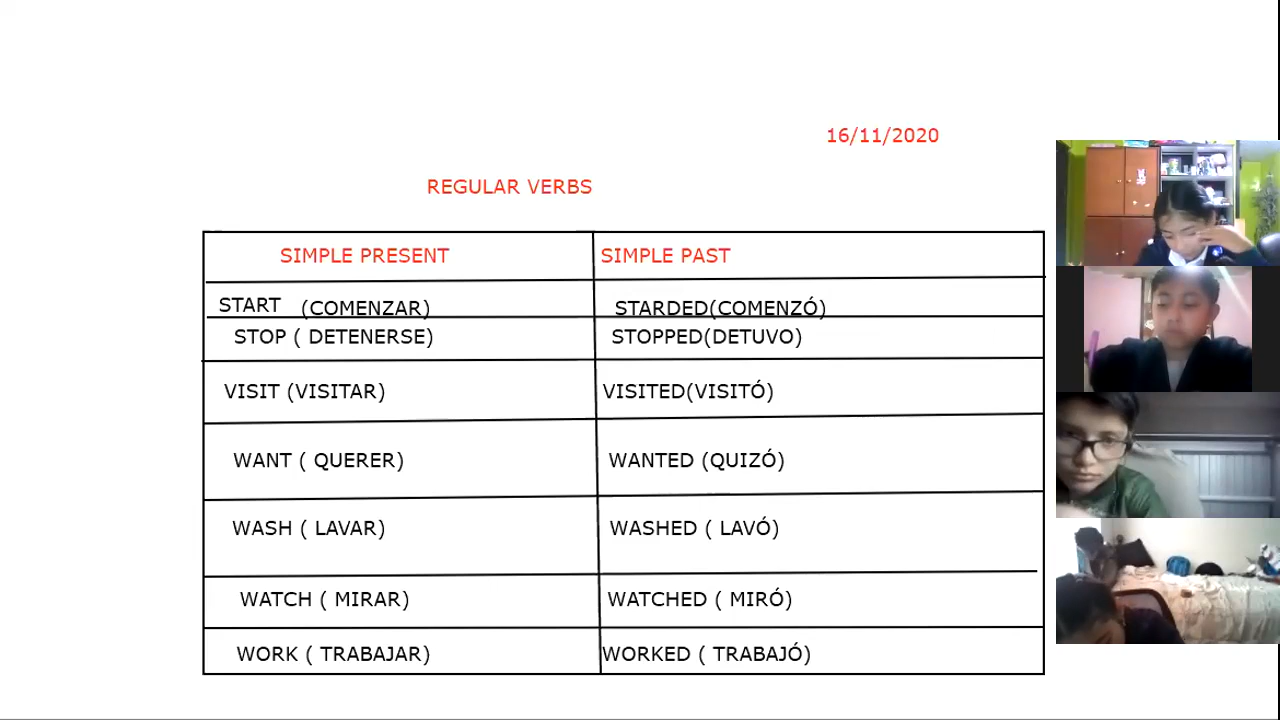 16/11/2020
REGULAR VERBS
SIMPLE PRESENT SIMPLE PAST
START (COMENZAR) STARDED(COMENZÓ)
STOP ( DETENERSE) STOPPED(DETUVO)
VISIT (VISITAR) VISITED(VISITÓ)
WANT ( QUERER) WANTED (QUIZÓ)
WASH ( LAVAR) WASHED ( LAVÓ)
WATCH ( MIRAR) WATCHED ( MIRÓ)
WORK ( TRABAJAR) WORKED ( TRABAJÓ)